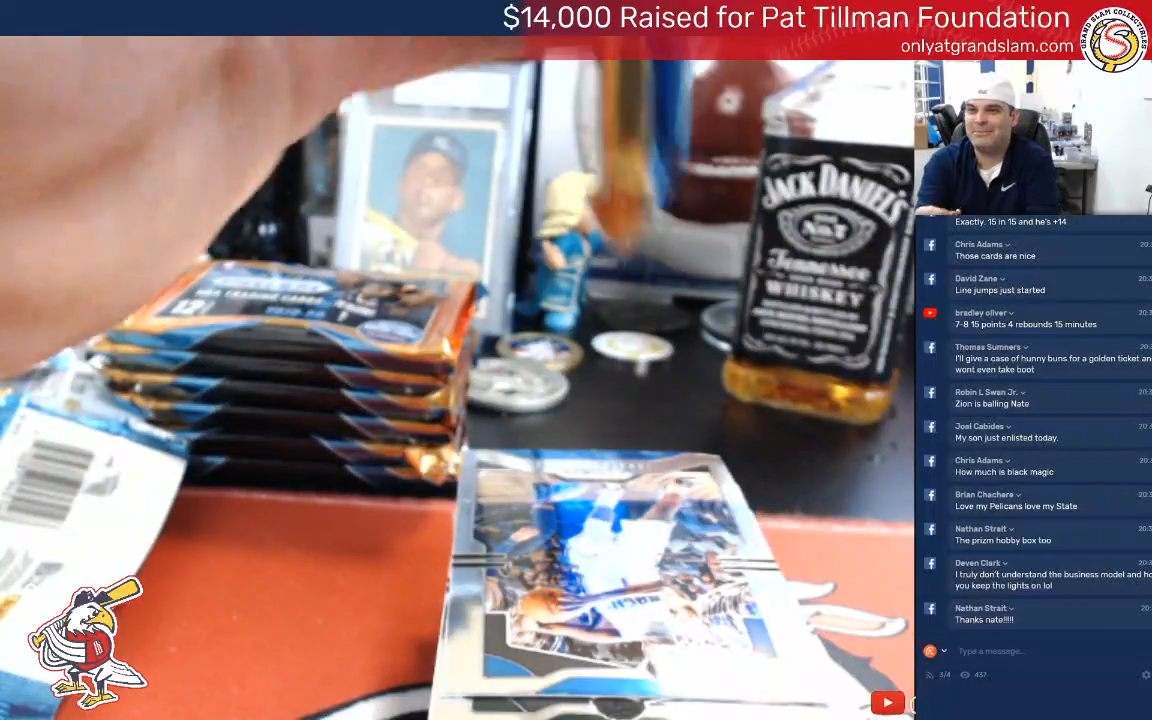 $14,000 Raised for Pat Tillman Foundation
onlyatgrandslam.com
GRAND SLAM COLLECTIBLES
JACK DANIEL'S
No.7
Tennessee
WHISKEY
12
Exactly. 15 in 15 and he's +14
Chris Adams
Those cards are nice
David Zane
Line jumps just started
bradley oliver
7-8 15 points 4 rebounds 15 minutes
Thomas Sumners
I'll give a case of hunny buns for a golden ticket
wont even take boot
Robin L Swan Jr.
Zion is balling Nate
Joel Cabides
My son just enlisted today.
Chris Adams
How much is black magic
Brian Chachere
Love my Pelicans love my State
Nathan Strait
The prizm hobby box too
Deven Clark
I truly don't understand the business model and
you keep the lights on lol
Nathan Strait
Thanks nate!!!!!
Type a message...
3/4 437